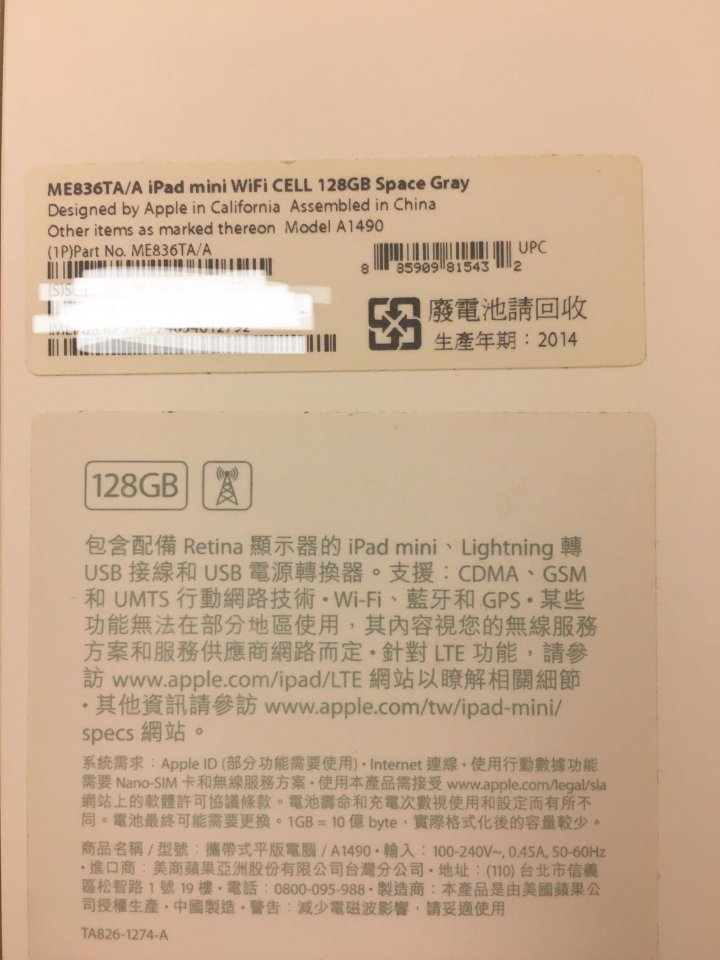 ME836TA/A iPad mini WiFi CELL 128GB Space Gray
Designed by Apple in California Assembled in China
Other items as marked thereon Model A1490
(1P)Part No. ME836TA/A
UPC
8 85909 81543 2
廢電池請回收
生產年期：2014
128GB
包含配備 Retina 顯示器的 iPad mini、Lightning 轉
USB 接線和 USB 電源轉換器。支援：CDMA、GSM
和 UMTS 行動網路技術・Wi-Fi、藍牙和 GPS・某些
功能無法在部分地區使用，其內容視您的無線服務
方案和服務供應商網路而定・針對 LTE 功能，請參
訪 www.apple.com/ipad/LTE 網站以瞭解相關細節
・其他資訊請參訪 www.apple.com/tw/ipad-mini/
specs 網站。
系統需求：Apple ID (部分功能需要使用)・Internet 連線・使用行動數據功能
需要 Nano-SIM 卡和無線服務方案・使用本產品需接受 www.apple.com/legal/sla
網站上的軟體許可協議條款。電池壽命和充電次數視使用和設定而有所不
同。電池最終可能需要更換。1GB = 10 億 byte，實際格式化後的容量較少。
商品名稱 / 型號：攜帶式平版電腦 / A1490・輸入：100-240V~, 0.45A, 50-60Hz
・進口商：美商蘋果亞洲股份有限公司台灣分公司・地址：(110) 台北市信義
區松智路 1 號 19 樓・電話：0800-095-988・製造商：本產品是由美國蘋果公
司授權生產・中國製造・警告：減少電磁波影響，請妥適使用
TA826-1274-A